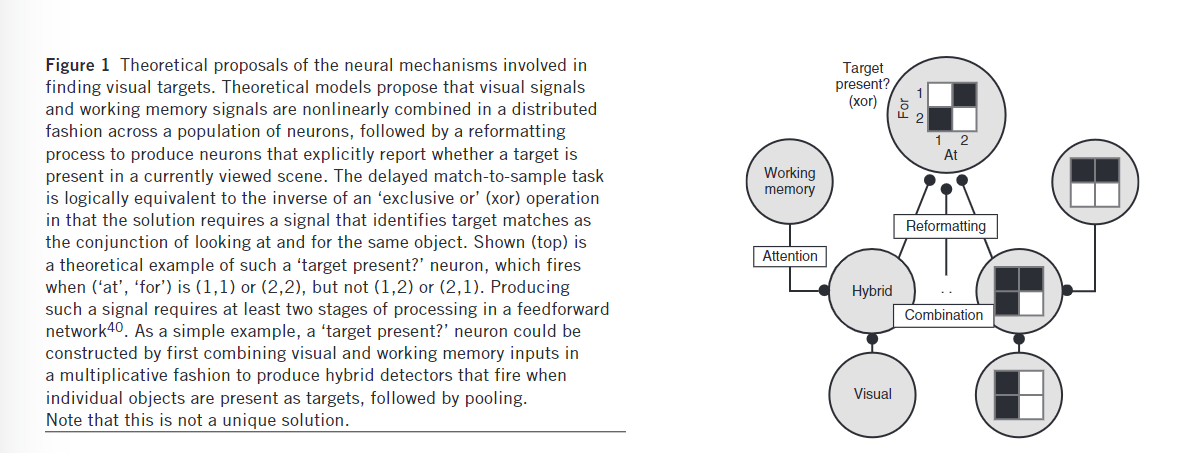 Figure 1 Theoretical proposals of the neural mechanisms involved in
finding visual targets. Theoretical models propose that visual signals
and working memory signals are nonlinearly combined in a distributed
fashion across a population of neurons, followed by a reformatting
process to produce neurons that explicitly report whether a target is
present in a currently viewed scene. The delayed match-to-sample task
is logically equivalent to the inverse of an ‘exclusive or’ (xor) operation
in that the solution requires a signal that identifies target matches as
the conjunction of looking at and for the same object. Shown (top) is
a theoretical example of such a ‘target present?’ neuron, which fires
when (‘at’, ‘for’) is (1,1) or (2,2), but not (1,2) or (2,1). Producing
such a signal requires at least two stages of processing in a feedforward
network40. As a simple example, a ‘target present?’ neuron could be
constructed by first combining visual and working memory inputs in
a multiplicative fashion to produce hybrid detectors that fire when
individual objects are present as targets, followed by pooling.
Note that this is not a unique solution.
Target
present?
(xor)
For
1
2
1 2
At
Working
memory
Reformatting
Attention
Hybrid
. .
Combination
Visual